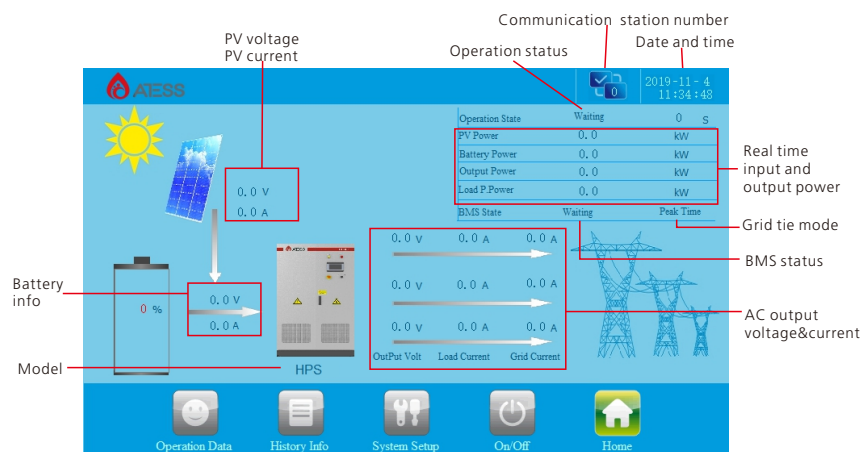 Communication station number
PV voltage
PV current
Operation status
Date and time
ATESS
0
2019-11-4
11:34:48
Operation State Waiting 0 S
PV Power 0.0 kW
Battery Power 0.0 kW
Output Power 0.0 kW
Load P.Power 0.0 kW
BMS State Waiting Peak Time
Real time
input and
output power
Grid tie mode
BMS status
0.0 V
0.0 A
Battery
info
0 %
0.0 V
0.0 A
ATESS
0.0 V 0.0 A 0.0 A
0.0 V 0.0 A 0.0 A
0.0 V 0.0 A 0.0 A
OutPut Volt Load Current Grid Current
AC output
voltage&current
Model
HPS
Operation Data History Info System Setup On/Off Home